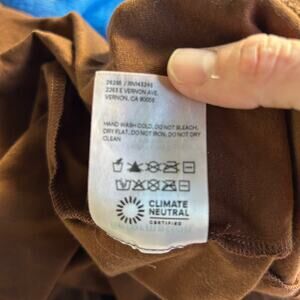 2263 E VERNON AVE.
VERNON, CA 90058
HAND WASH COLD, DO NOT BLEACH,
DRY FLAT, DO NOT IRON, DO NOT DRY
CLEAN
CLIMATE
NEUTRAL
CERTIFIED